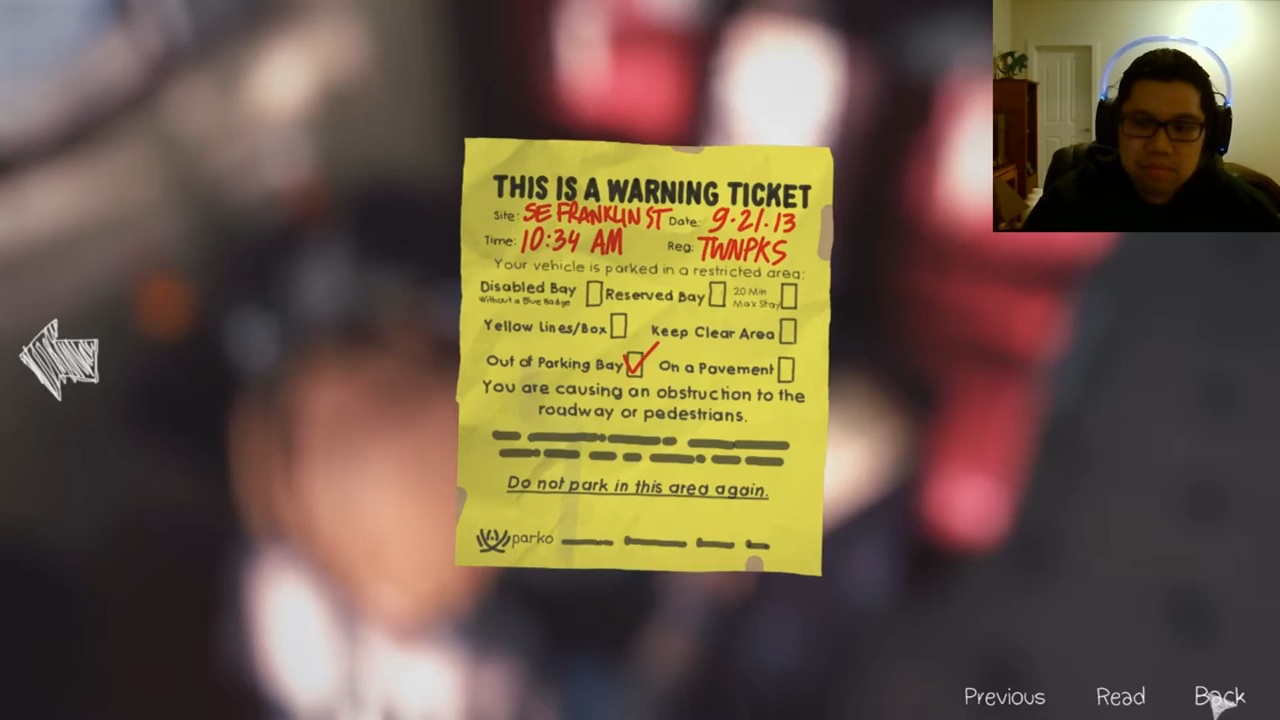 THIS IS A WARNING TICKET
Site: SE FRANKLIN ST Date: 9.21.13
Time: 10:34 AM Reg: TWNPKS
Your vehicle is parked in a restricted area:
Disabled Bay Reserved Bay 20 Min
Without a Blue Badge Max Stay
Yellow Lines/Box Keep Clear Area
Out of Parking Bay On a Pavement
You are causing an obstruction to the
roadway or pedestrians.
Do not park in this area again.
parko
Previous Read Back